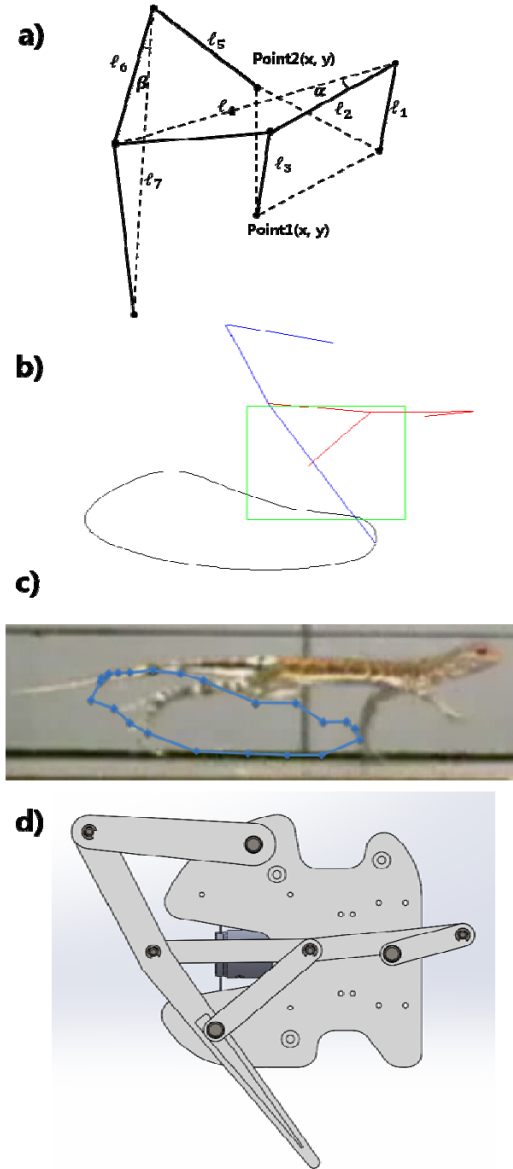 a)
ℓ5
Point2(x, y)
ℓ6
β
α
ℓ4
ℓ2
ℓ1
ℓ3
ℓ7
Point1(x, y)
b)
c)
d)